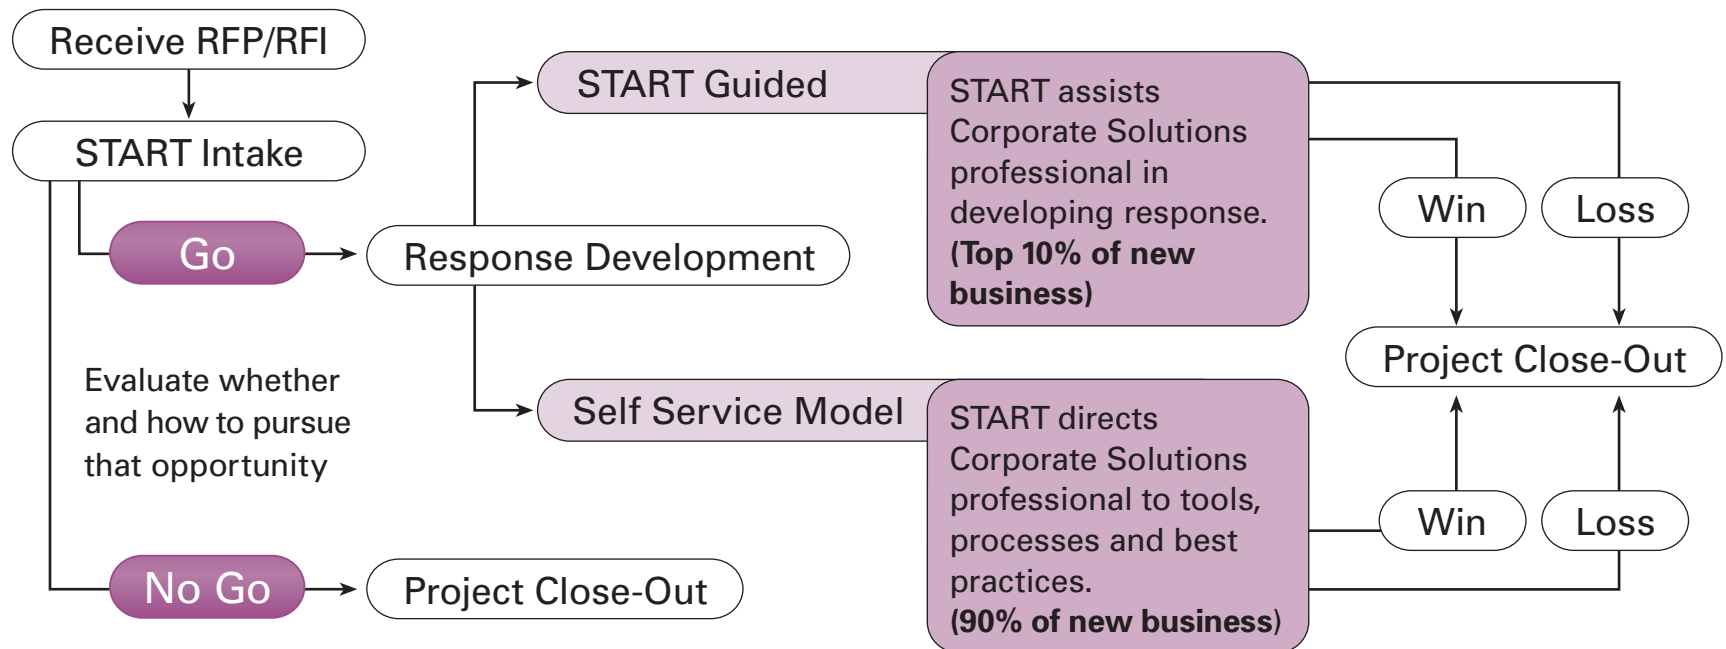 Receive RFP/RFI
START Intake
Go
Evaluate whether
and how to pursue
that opportunity
No Go
Project Close-Out
Response Development
START Guided
START assists
Corporate Solutions
professional in
developing response.
(Top 10% of new
business)
Self Service Model
START directs
Corporate Solutions
professional to tools,
processes and best
practices.
(90% of new business)
Win
Loss
Project Close-Out
Win
Loss